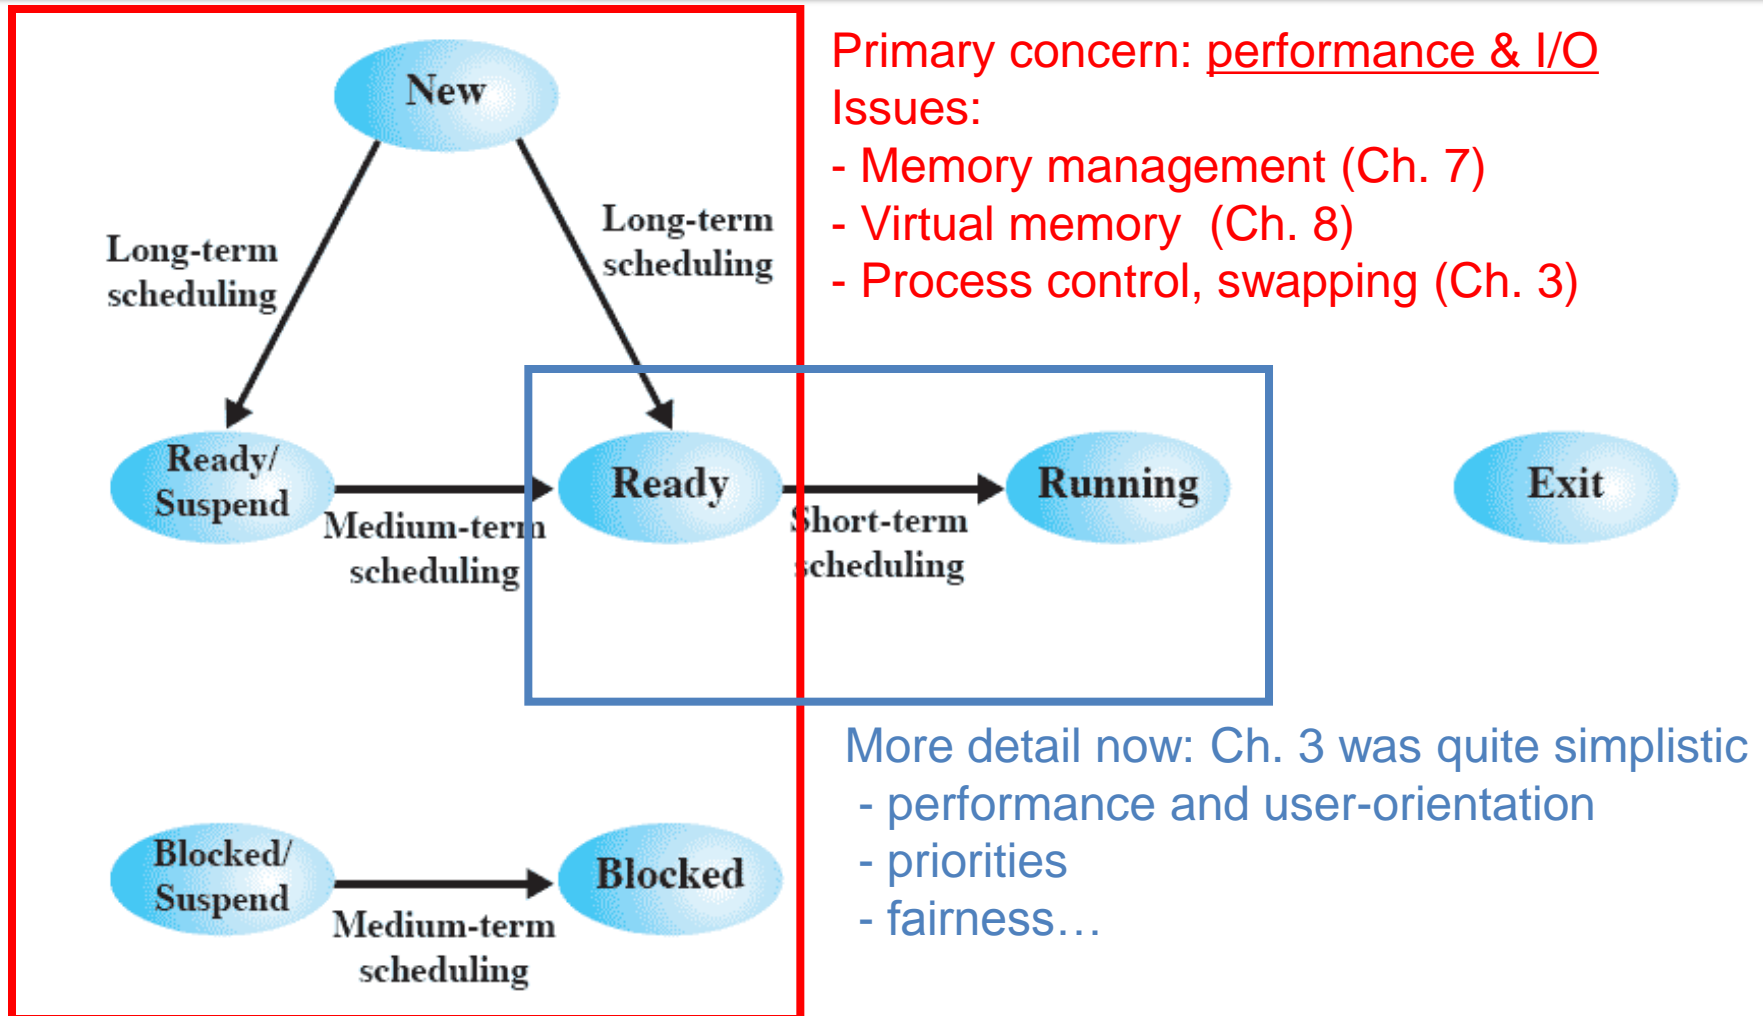 New
Primary concern: performance & I/O
Issues:
- Memory management (Ch. 7)
- Virtual memory (Ch. 8)
- Process control, swapping (Ch. 3)
Long-term
scheduling
Long-term
scheduling
Ready/
Suspend
Medium-term
scheduling
Ready
Short-term
scheduling
Running
Exit
More detail now: Ch. 3 was quite simplistic
- performance and user-orientation
- priorities
- fairness…
Blocked/
Suspend
Medium-term
scheduling
Blocked